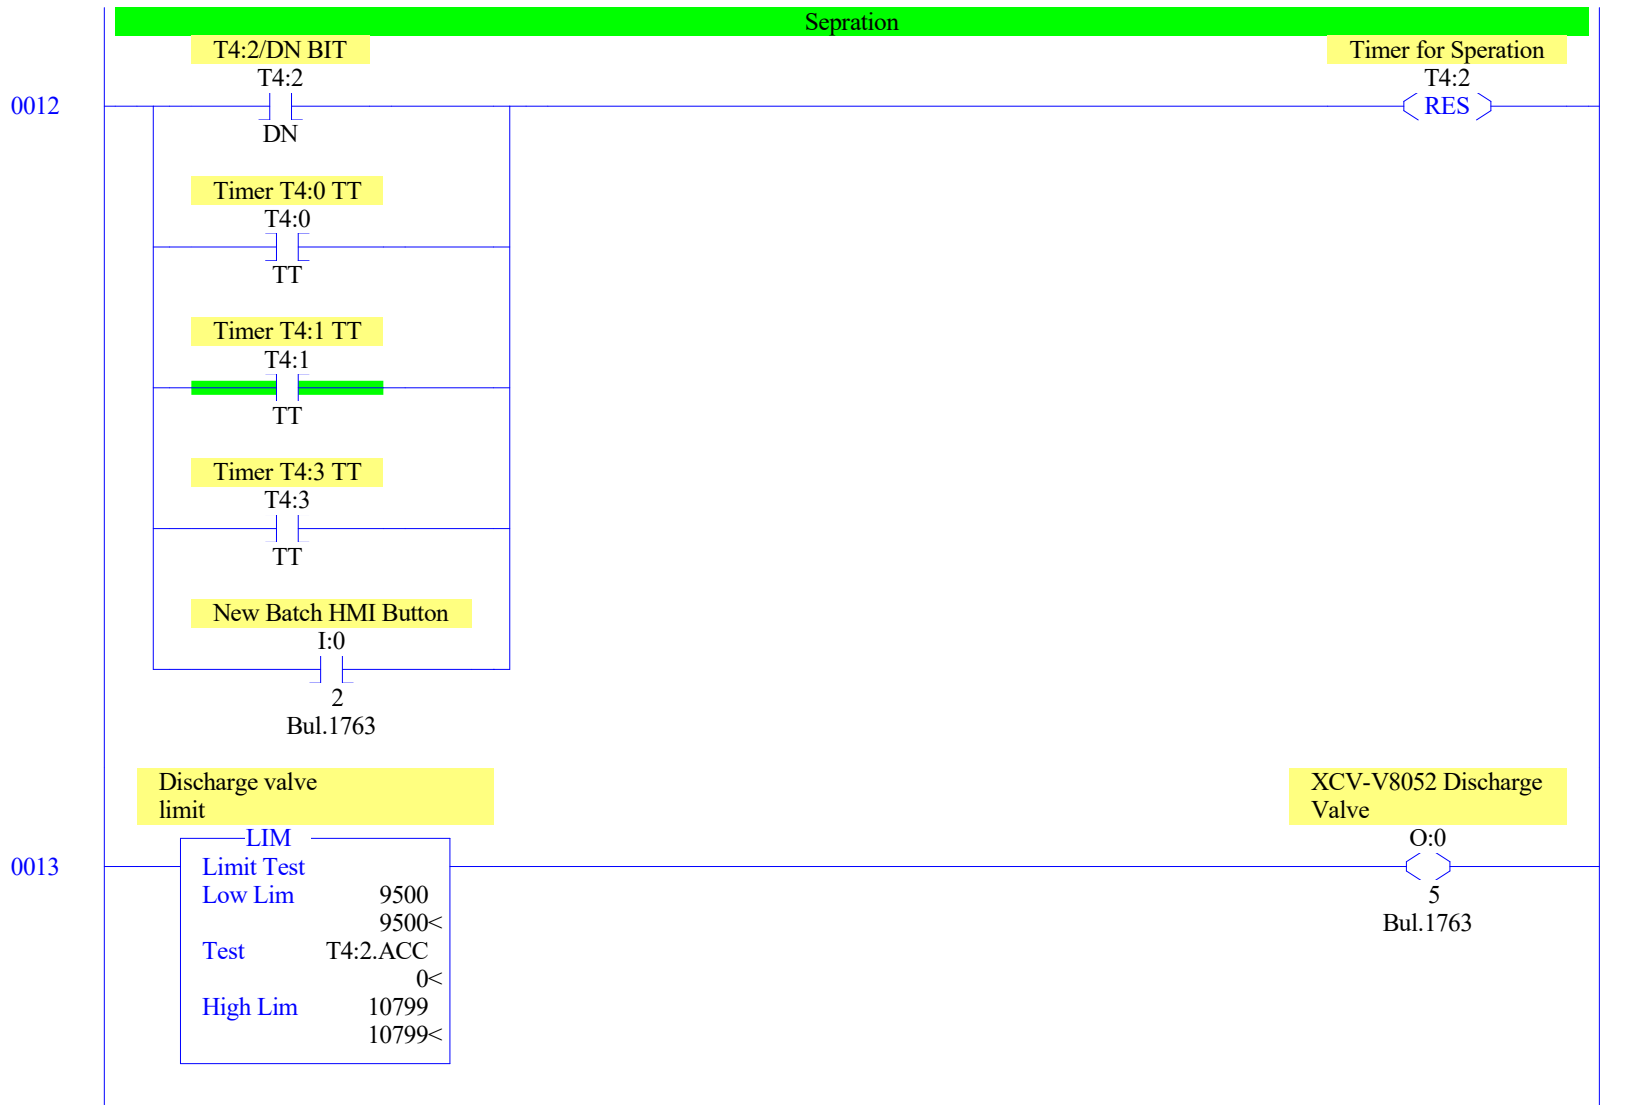 Sepration
T4:2/DN BIT
Timer for Speration
T4:2
T4:2
0012
RES
DN
Timer T4:0 TT
T4:0
TT
Timer T4:1 TT
T4:1
TT
Timer T4:3 TT
T4:3
TT
New Batch HMI Button
I:0
2
Bul.1763
Discharge valve
limit
XCV-V8052 Discharge
Valve
LIM
O:0
0013
Limit Test
Low Lim 9500
9500<
Test T4:2.ACC
0<
High Lim 10799
10799<
5
Bul.1763